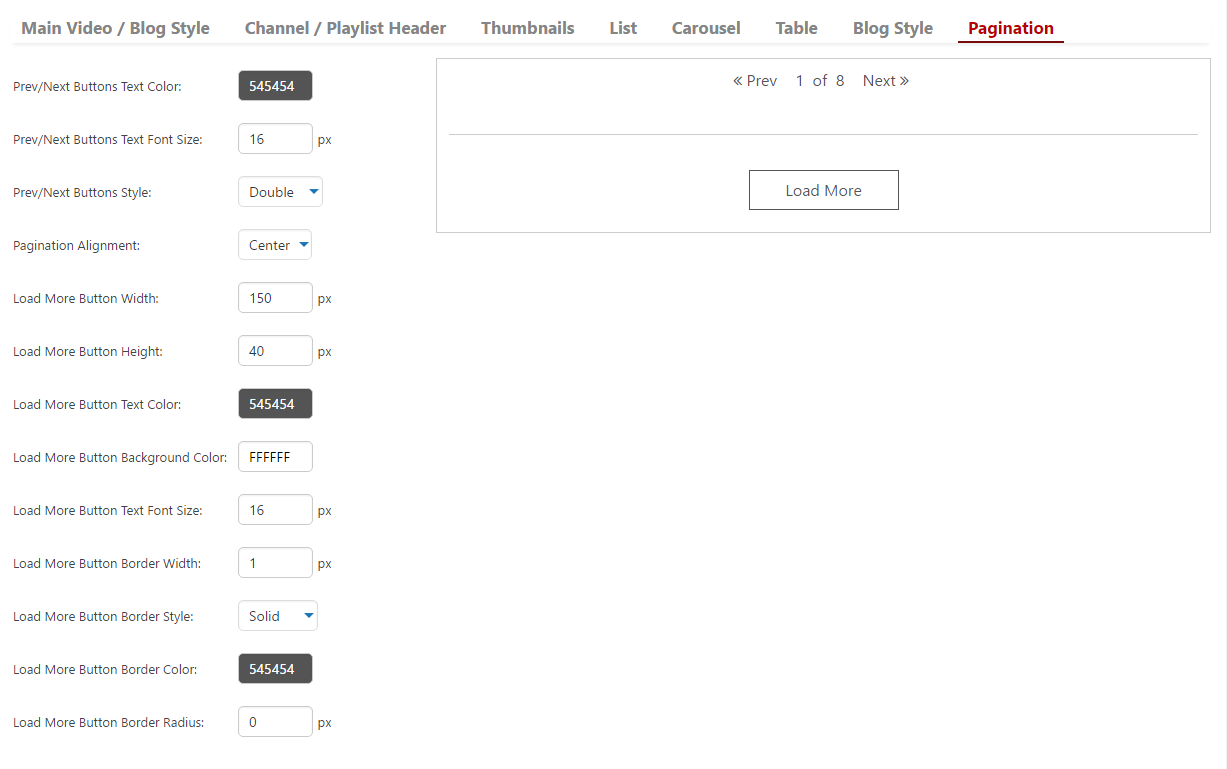 Main Video / Blog Style Channel / Playlist Header Thumbnails List Carousel Table Blog Style Pagination
Prev/Next Buttons Text Color: 545454
Prev/Next Buttons Text Font Size: 16 px
Prev/Next Buttons Style: Double
Pagination Alignment: Center
Load More Button Width: 150 px
Load More Button Height: 40 px
Load More Button Text Color: 545454
Load More Button Background Color: FFFFFF
Load More Button Text Font Size: 16 px
Load More Button Border Width: 1 px
Load More Button Border Style: Solid
Load More Button Border Color: 545454
Load More Button Border Radius: 0 px
« Prev 1 of 8 Next »
Load More